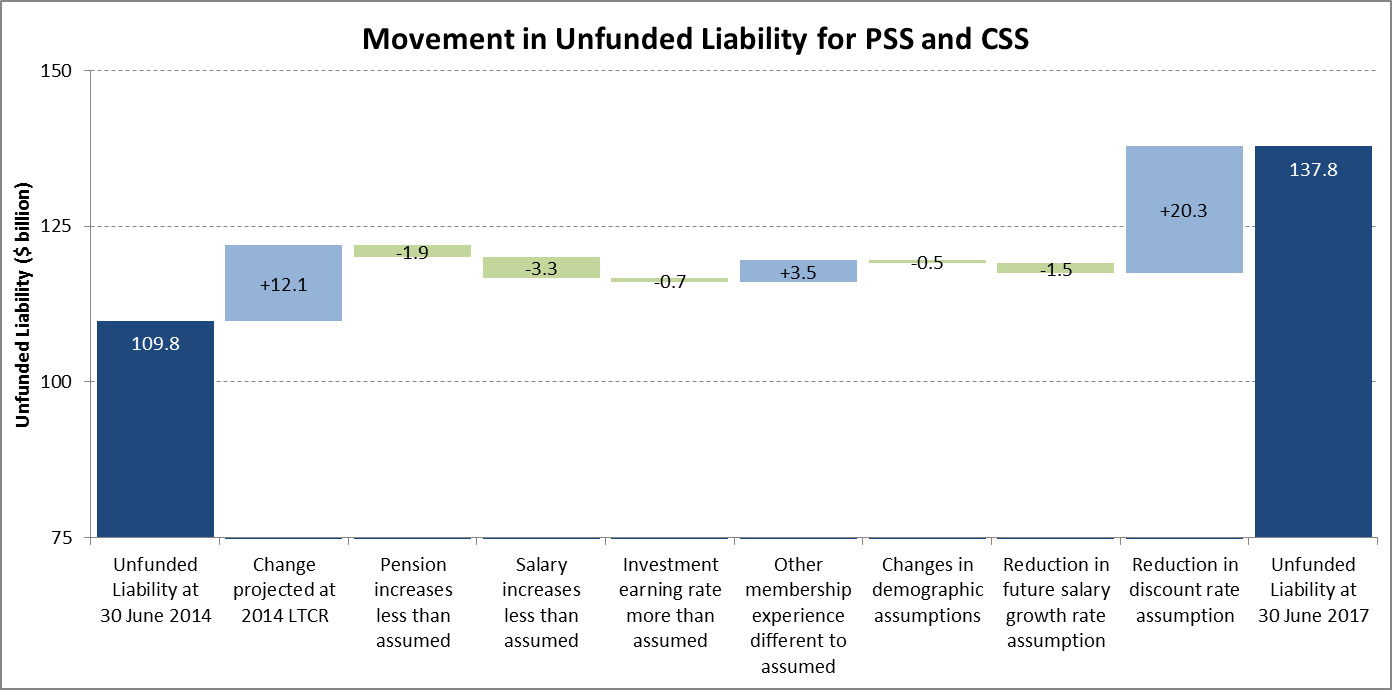 Movement in Unfunded Liability for PSS and CSS
Unfunded Liability ($ billion)
150
125
100
75
109.8
+12.1
-1.9
-3.3
-0.7
+3.5
-0.5
-1.5
+20.3
137.8
Unfunded
Liability at
30 June 2014
Change
projected at
2014 LTCR
Pension
increases
less than
assumed
Salary
increases
less than
assumed
Investment
earning rate
more than
assumed
Other
membership
experience
different to
assumed
Changes in
demographic
assumptions
Reduction in
future salary
growth rate
assumption
Reduction in
discount rate
assumption
Unfunded
Liability at
30 June 2017